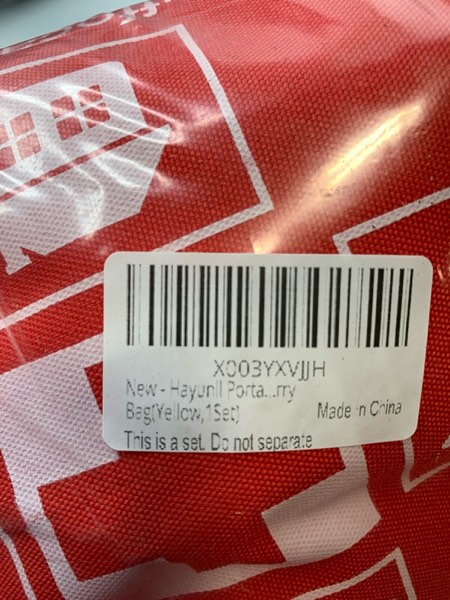 X003YXVJJH
New - Hayunll Porta...rry
Bag(Yellow,1Set)
Made in China
This is a set. Do not separate